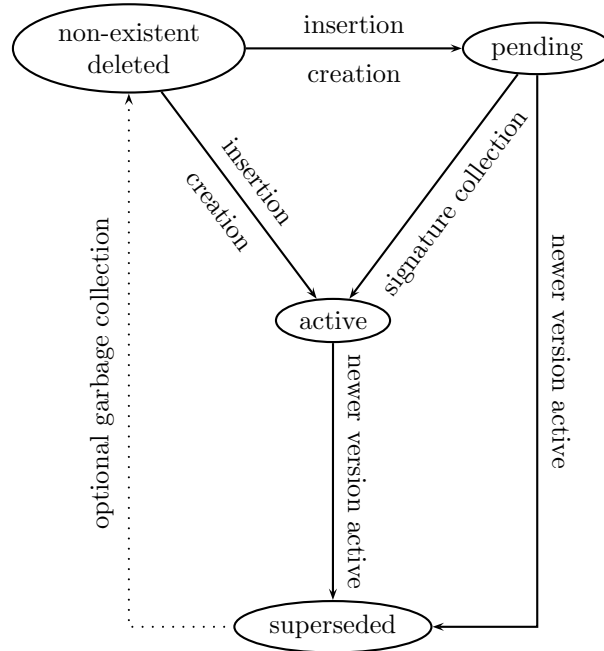 non-existent
deleted
insertion
creation
pending
insertion
creation
signature collection
newer version active
optional garbage collection
active
newer version active
superseded